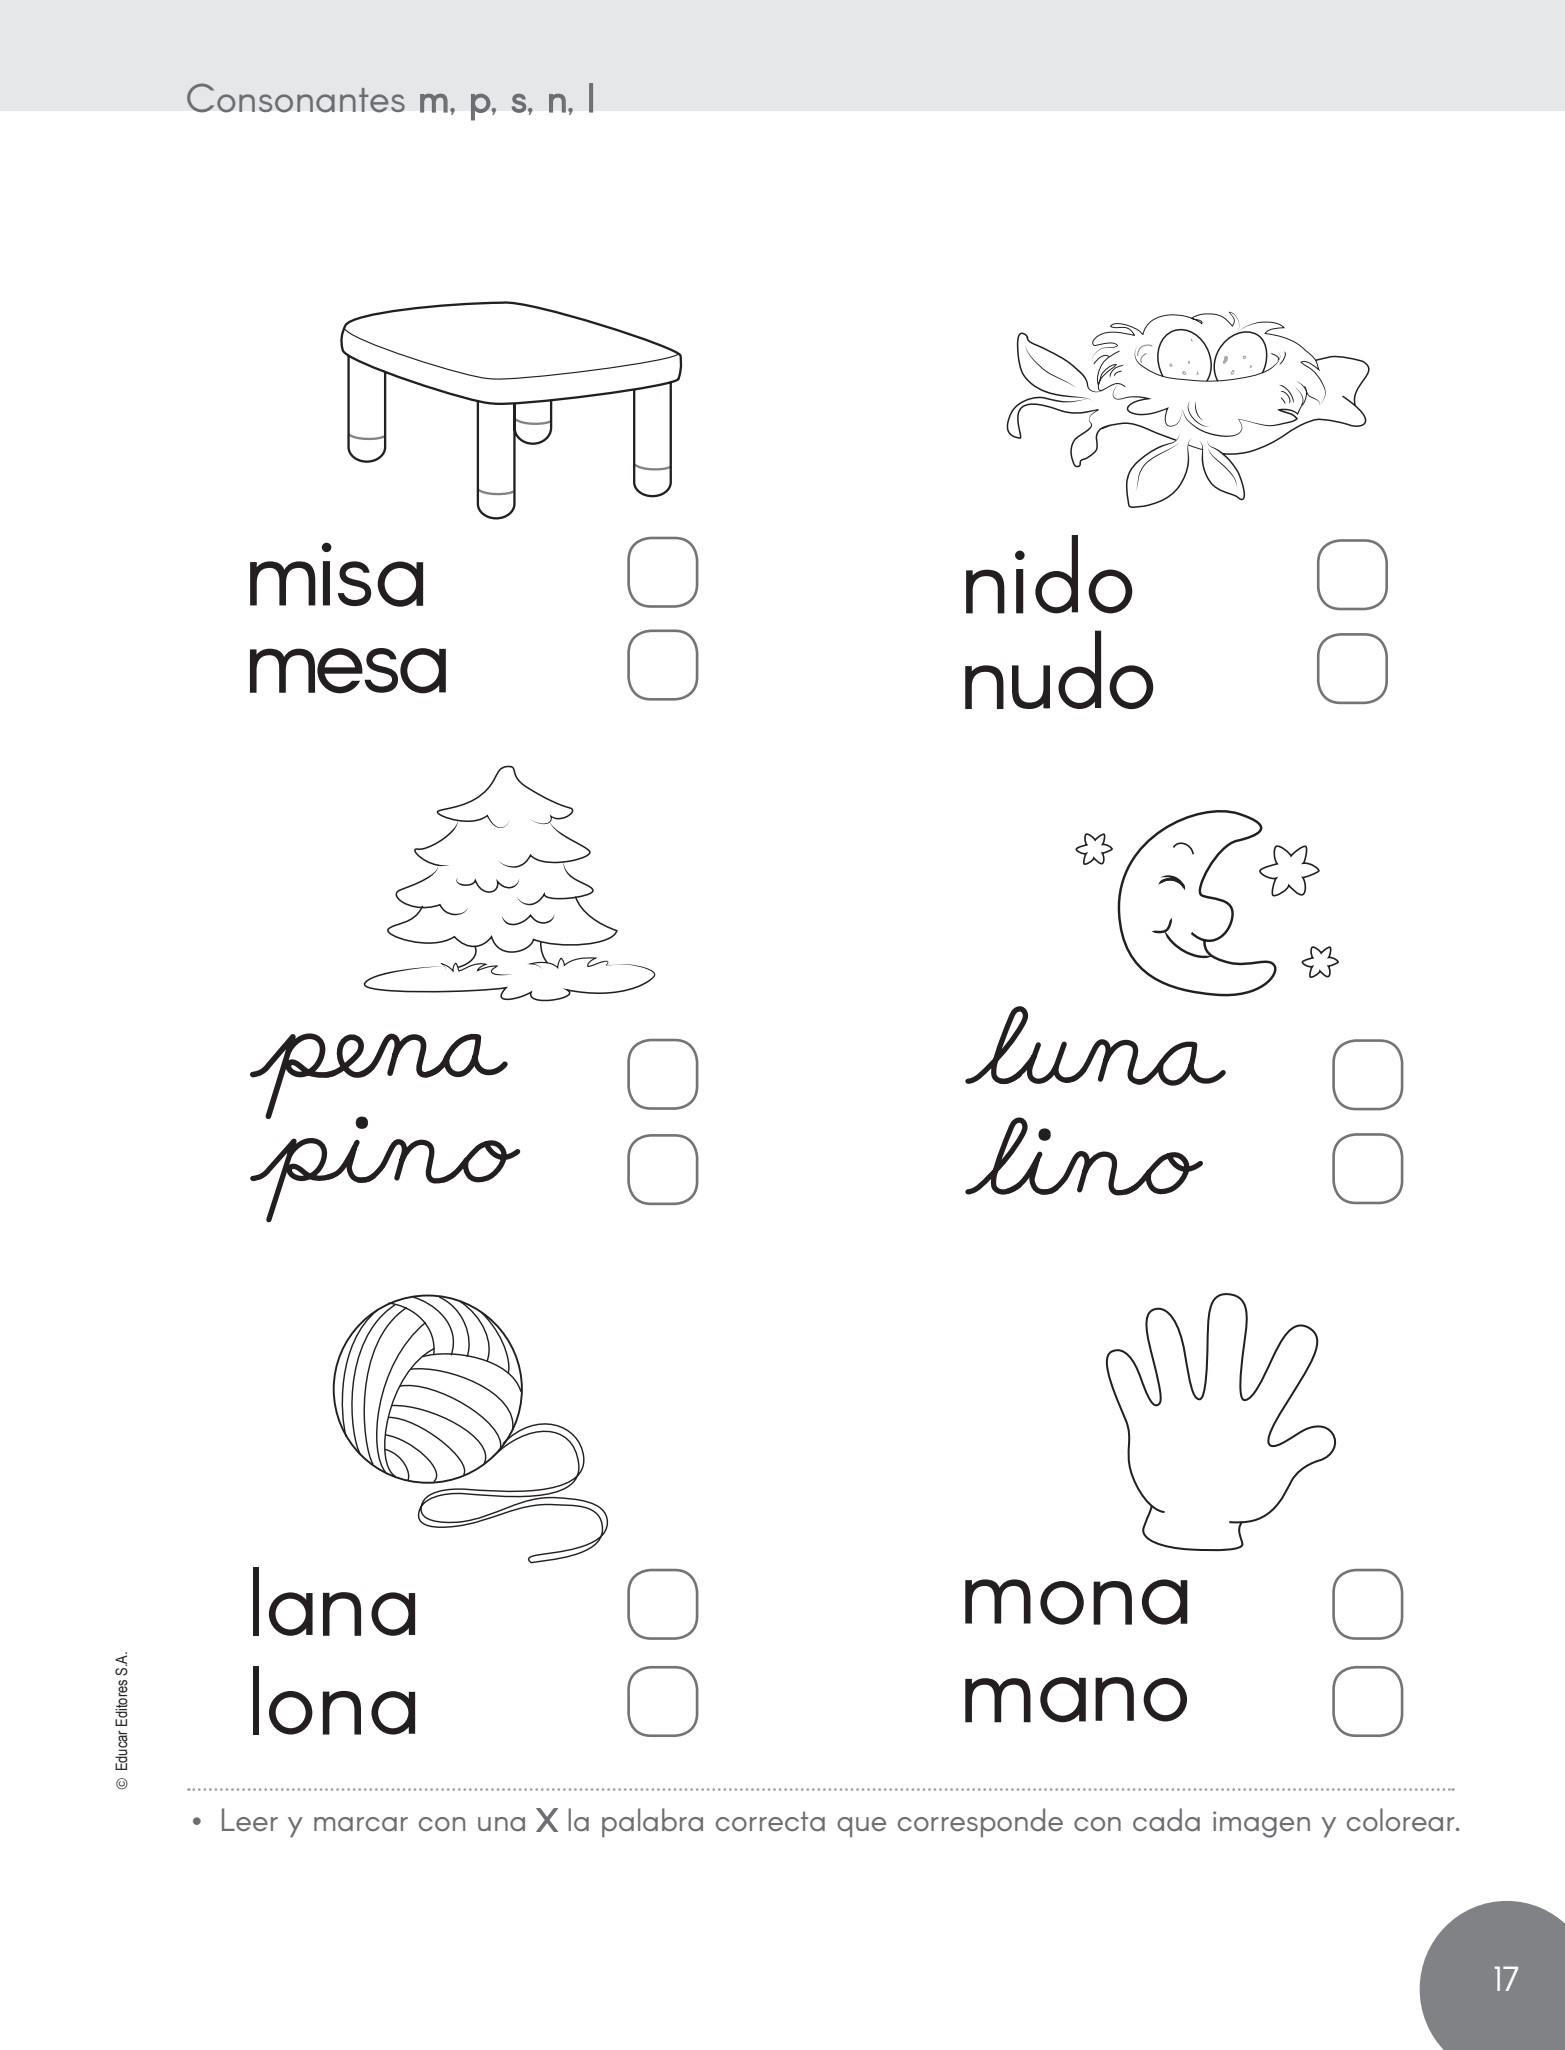 Consonantes m, p, s, n, l
misa
mesa
nido
nudo
pena
pino
luna
lino
lana
lona
mona
mano
© Educar Editores S.A.
• Leer y marcar con una X la palabra correcta que corresponde con cada imagen y colorear.
17